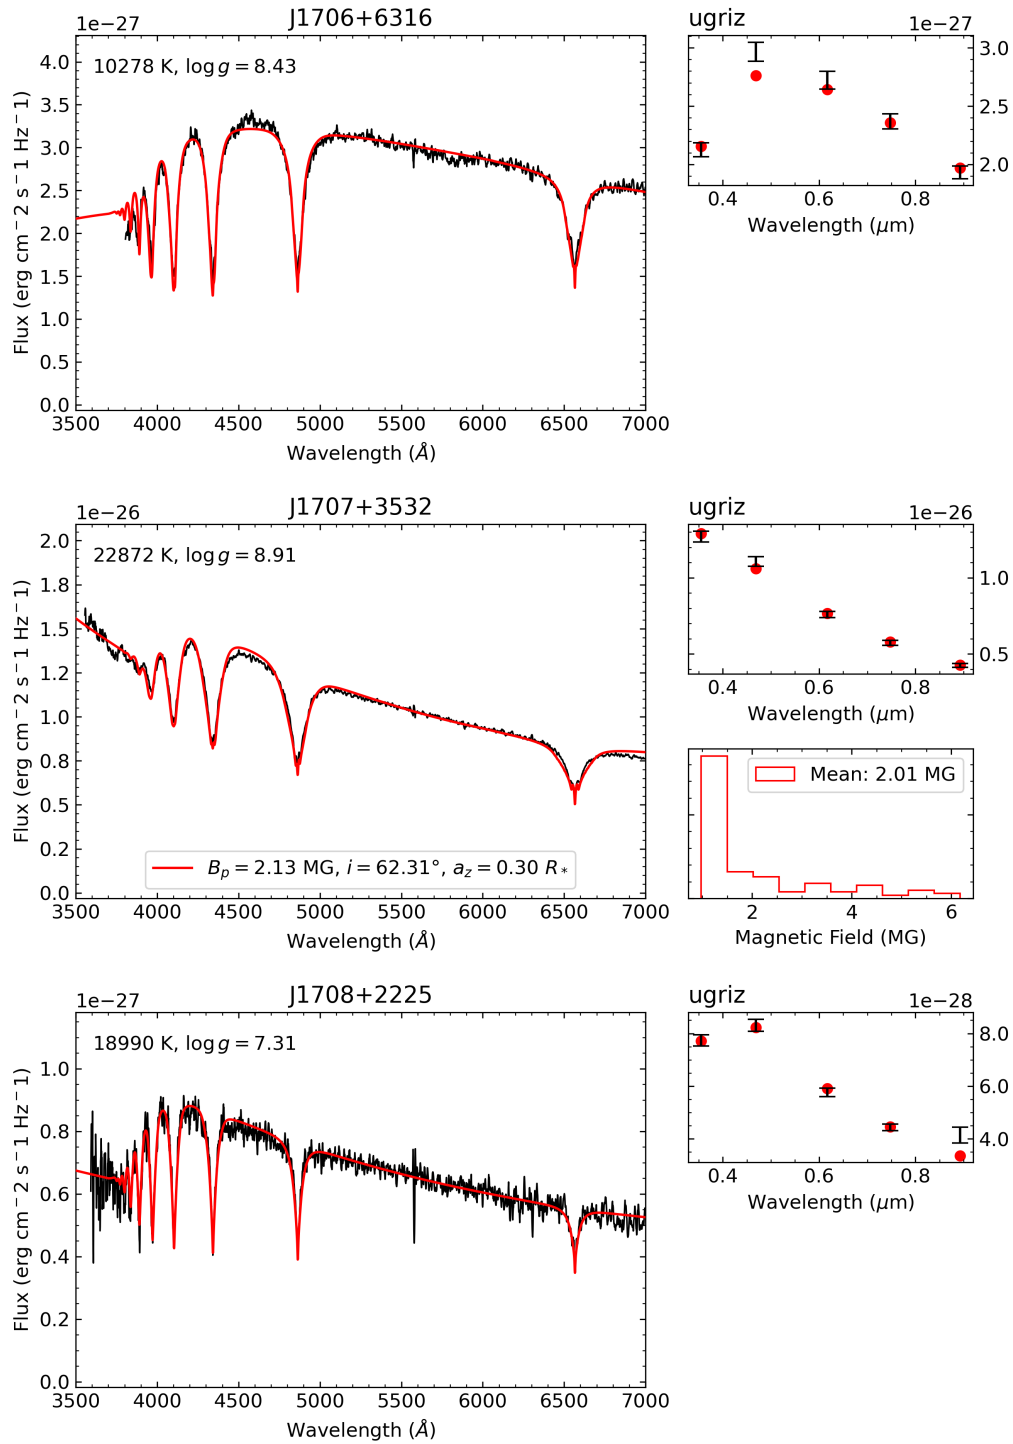 1e−27
J1706+6316
ugriz
1e−27
10278 K, log g = 8.43
4.0
3.5
3.0
2.5
2.0
1.5
1.0
0.5
0.0
Flux (erg cm−2 s−1 Hz−1)
3500 4000 4500 5000 5500 6000 6500 7000
Wavelength (Å)
3.0
2.5
2.0
0.4 0.6 0.8
Wavelength (μm)
1e−26
J1707+3532
ugriz
1e−26
22872 K, log g = 8.91
2.0
1.8
1.5
1.2
1.0
0.8
0.5
0.2
0.0
Flux (erg cm−2 s−1 Hz−1)
B_p = 2.13 MG, i = 62.31°, a_z = 0.30 R_*
3500 4000 4500 5000 5500 6000 6500 7000
Wavelength (Å)
1.0
0.5
0.4 0.6 0.8
Wavelength (μm)
Mean: 2.01 MG
2 4 6
Magnetic Field (MG)
1e−27
J1708+2225
ugriz
1e−28
18990 K, log g = 7.31
1.0
0.8
0.6
0.4
0.2
0.0
Flux (erg cm−2 s−1 Hz−1)
3500 4000 4500 5000 5500 6000 6500 7000
Wavelength (Å)
8.0
6.0
4.0
0.4 0.6 0.8
Wavelength (μm)